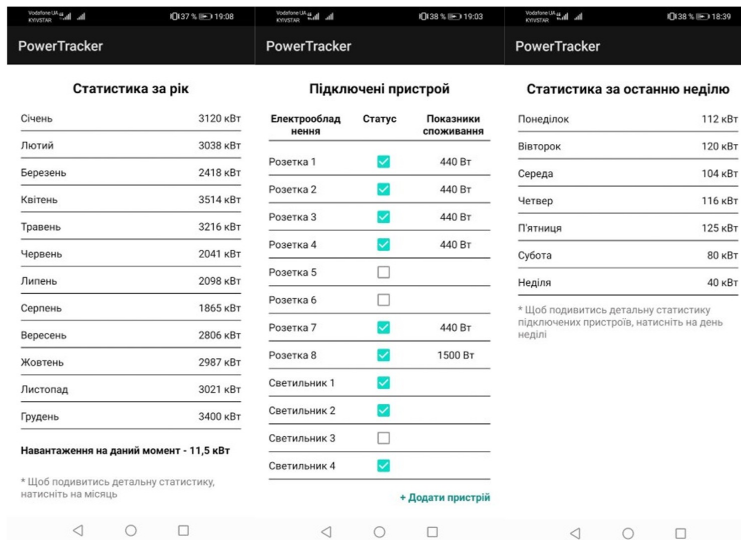 Vodafone UA
KYIVSTAR
37 % 19:08
PowerTracker
Статистика за рік
Січень 3120 кВт
Лютий 3038 кВт
Березень 2418 кВт
Квітень 3514 кВт
Травень 3216 кВт
Червень 2041 кВт
Липень 2098 кВт
Серпень 1865 кВт
Вересень 2806 кВт
Жовтень 2987 кВт
Листопад 3021 кВт
Грудень 3400 кВт
Навантаження на даний момент - 11,5 кВт
* Щоб подивитись детальну статистику,
натисніть на місяць
Vodafone UA
KYIVSTAR
38 % 19:03
PowerTracker
Підключені пристрой
Електрооблад Статус Показники
нення споживання
Розетка 1 440 Вт
Розетка 2 440 Вт
Розетка 3 440 Вт
Розетка 4 440 Вт
Розетка 5
Розетка 6
Розетка 7 440 Вт
Розетка 8 1500 Вт
Светильник 1
Светильник 2
Светильник 3
Светильник 4
+ Додати пристрій
Vodafone UA
KYIVSTAR
38 % 18:39
PowerTracker
Статистика за останню неділю
Понеділок 112 кВт
Вівторок 120 кВт
Середа 104 кВт
Четвер 116 кВт
П'ятниця 125 кВт
Субота 80 кВт
Неділя 40 кВт
* Щоб подивитись детальну статистику
підключених пристроїв, натисніть на день
неділі